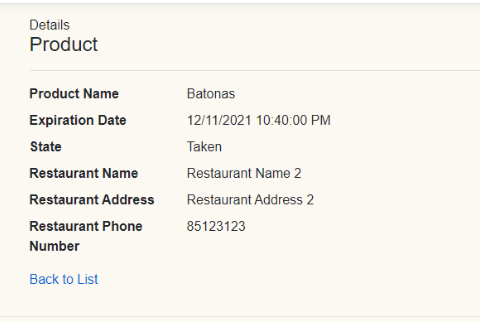 Details
Product
Product Name Batonas
Expiration Date 12/11/2021 10:40:00 PM
State Taken
Restaurant Name Restaurant Name 2
Restaurant Address Restaurant Address 2
Restaurant Phone 85123123
Number
Back to List